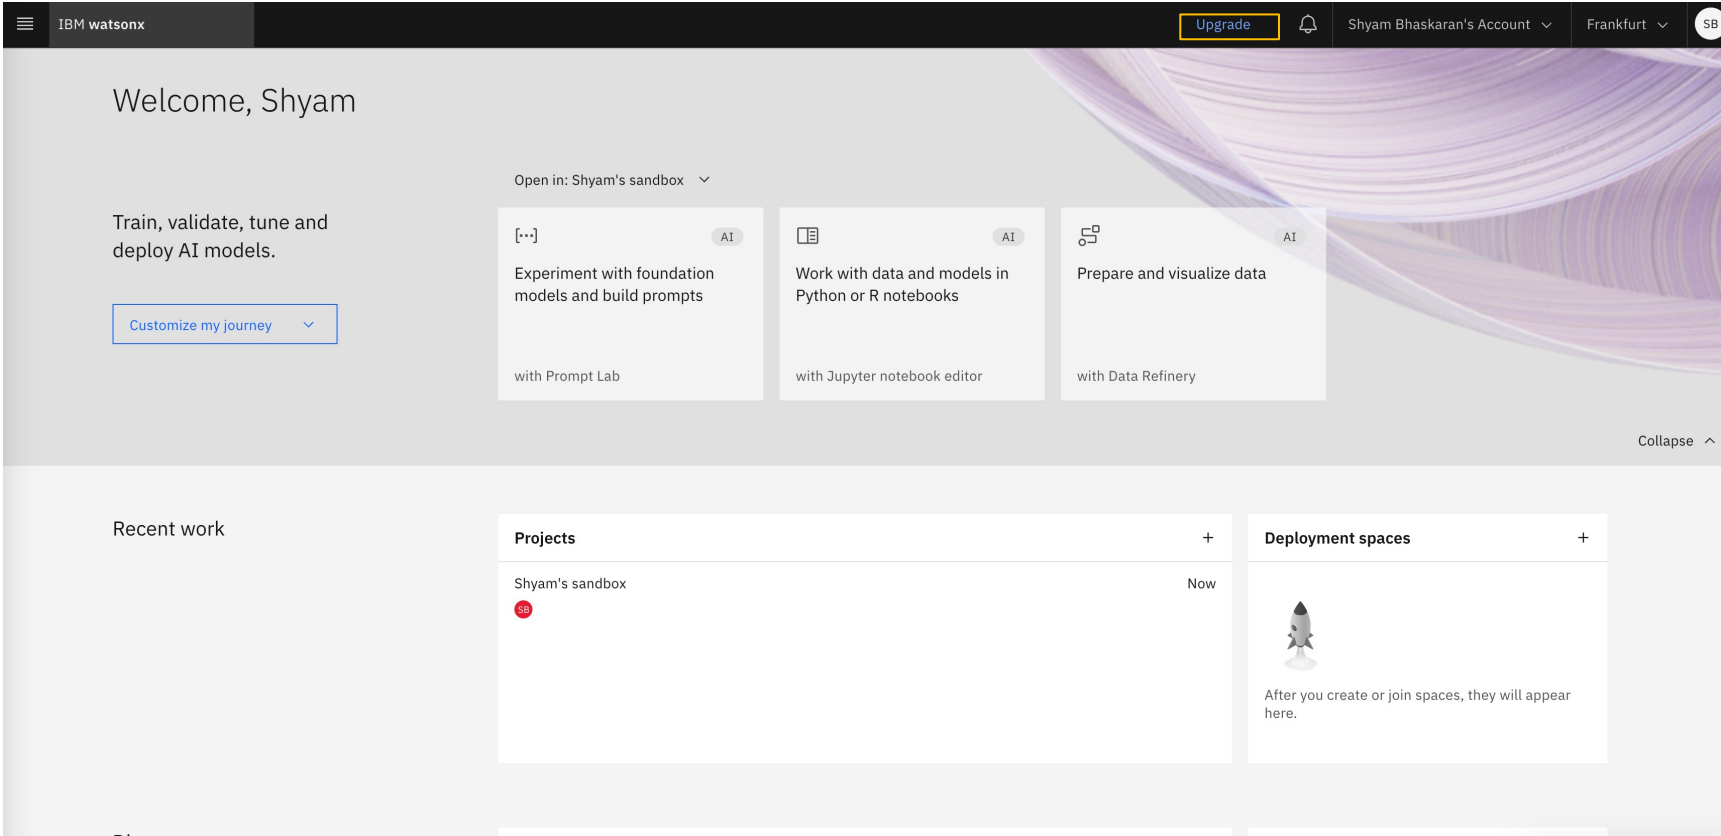 IBM watsonx
Upgrade
Shyam Bhaskaran's Account
Frankfurt
SB
Welcome, Shyam
Open in: Shyam's sandbox
Train, validate, tune and
deploy AI models.
Customize my journey
AI
Experiment with foundation
models and build prompts
with Prompt Lab
AI
Work with data and models in
Python or R notebooks
with Jupyter notebook editor
AI
Prepare and visualize data
with Data Refinery
Collapse
Recent work
Projects
+
Shyam's sandbox
Now
SB
Deployment spaces
+
After you create or join spaces, they will appear
here.